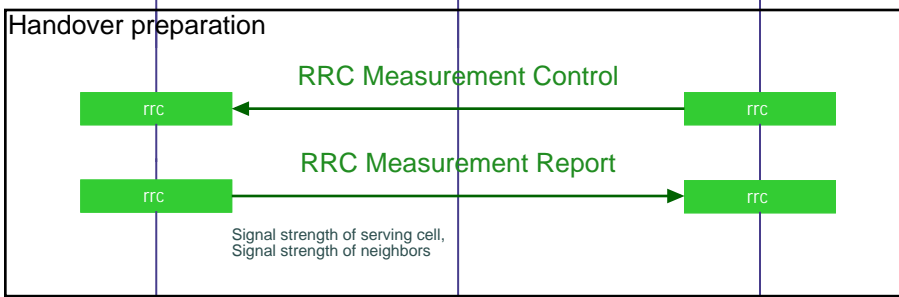 Handover preparation
RRC Measurement Control
rrc
rrc
RRC Measurement Report
rrc
rrc
Signal strength of serving cell,
Signal strength of neighbors